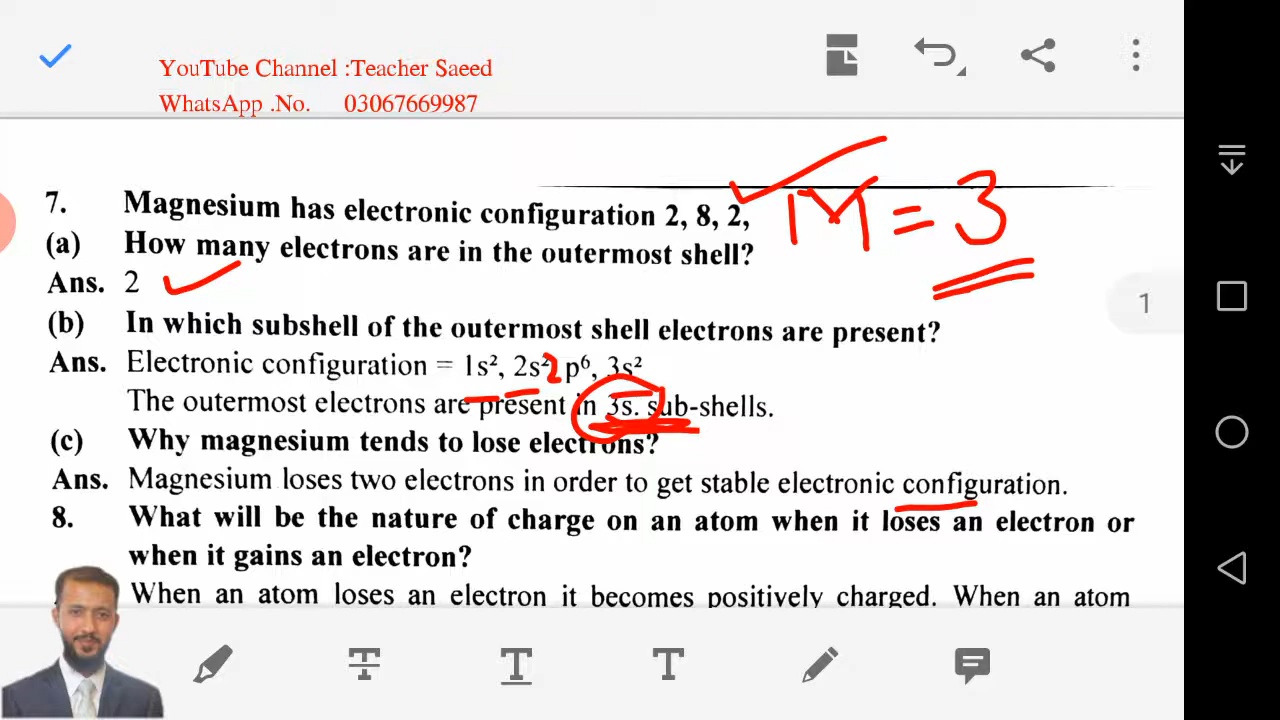 YouTube Channel :Teacher Saeed
WhatsApp .No. 03067669987
7. Magnesium has electronic configuration 2, 8, 2,
M = 3
(a) How many electrons are in the outermost shell?
Ans. 2
(b) In which subshell of the outermost shell electrons are present?
Ans. Electronic configuration = 1s², 2s² 2 p⁶, 3s²
The outermost electrons are present in 3s. sub-shells.
(c) Why magnesium tends to lose electrons?
Ans. Magnesium loses two electrons in order to get stable electronic configuration.
8. What will be the nature of charge on an atom when it loses an electron or
when it gains an electron?
When an atom loses an electron it becomes positively charged. When an atom
1
T T T